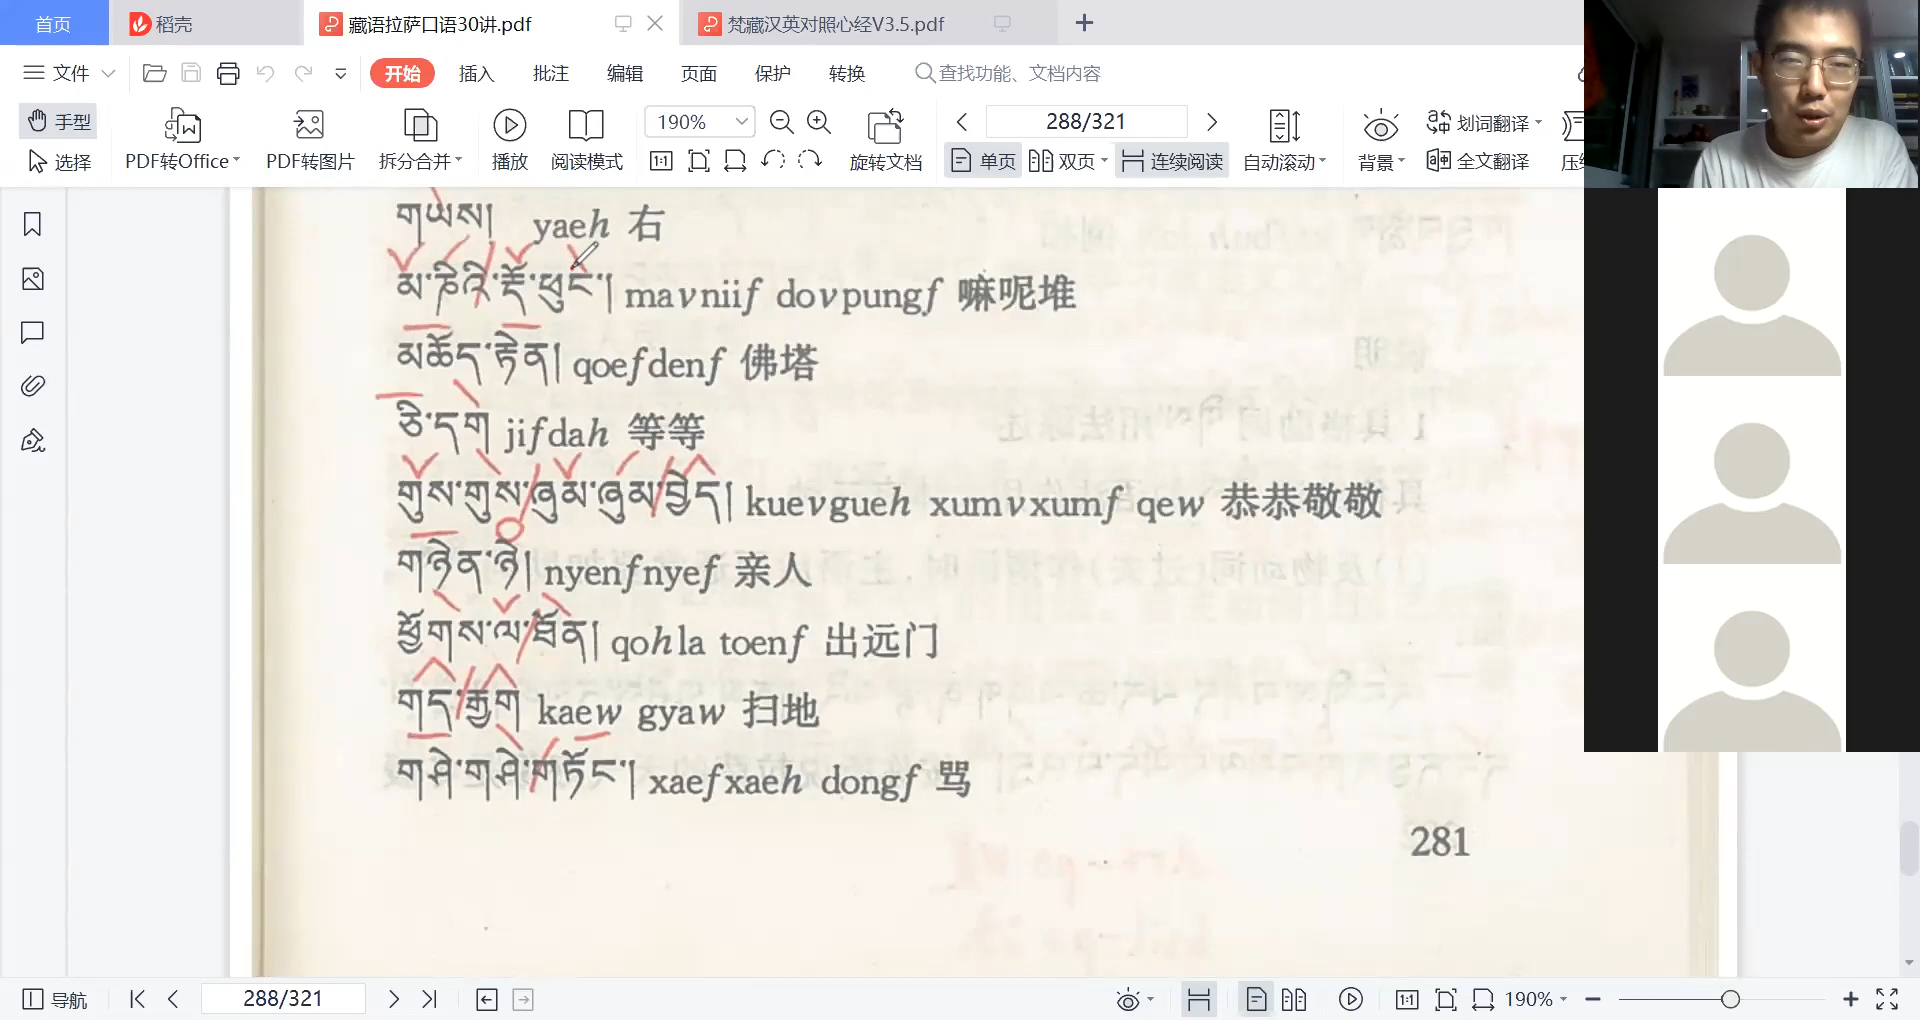 首页 稻壳 藏语拉萨口语30讲.pdf 梵藏汉英对照心经V3.5.pdf
文件 开始 插入 批注 编辑 页面 保护 转换 查找功能、文档内容
手型 选择 PDF转Office PDF转图片 拆分合并 播放 阅读模式 190% 旋转文档 288/321 单页 双页 连续阅读 自动滚动 背景 划词翻译 全文翻译
གཡས། yaeh 右
མ་ཎིའི་རྡོ་ཕུང་། mavniif dovpungf 嘛呢堆
མཆོད་རྟེན། qoefdenf 佛塔
ཅི་དག jifdah 等等
གུས་གུས་ཞུམ་ཞུམ་བྱེད། kuevgueh xumvxumf qew 恭恭敬敬
གཉེན་ཉེ། nyenfnyef 亲人
ཕྱོགས་ལ་ཐོན། qohla toenf 出远门
གད་རྒྱག kaew gyaw 扫地
གཤེ་གཤེ་གཏོང་། xaefxaeh dongf 骂
281
导航 288/321 190%